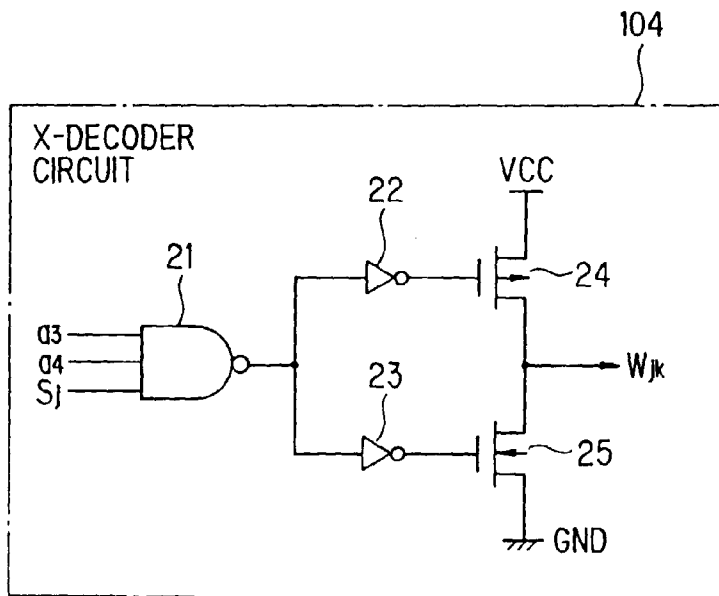 104
X-DECODER
CIRCUIT
VCC
22
21
24
a3
a4
Sj
23
Wjk
25
GND